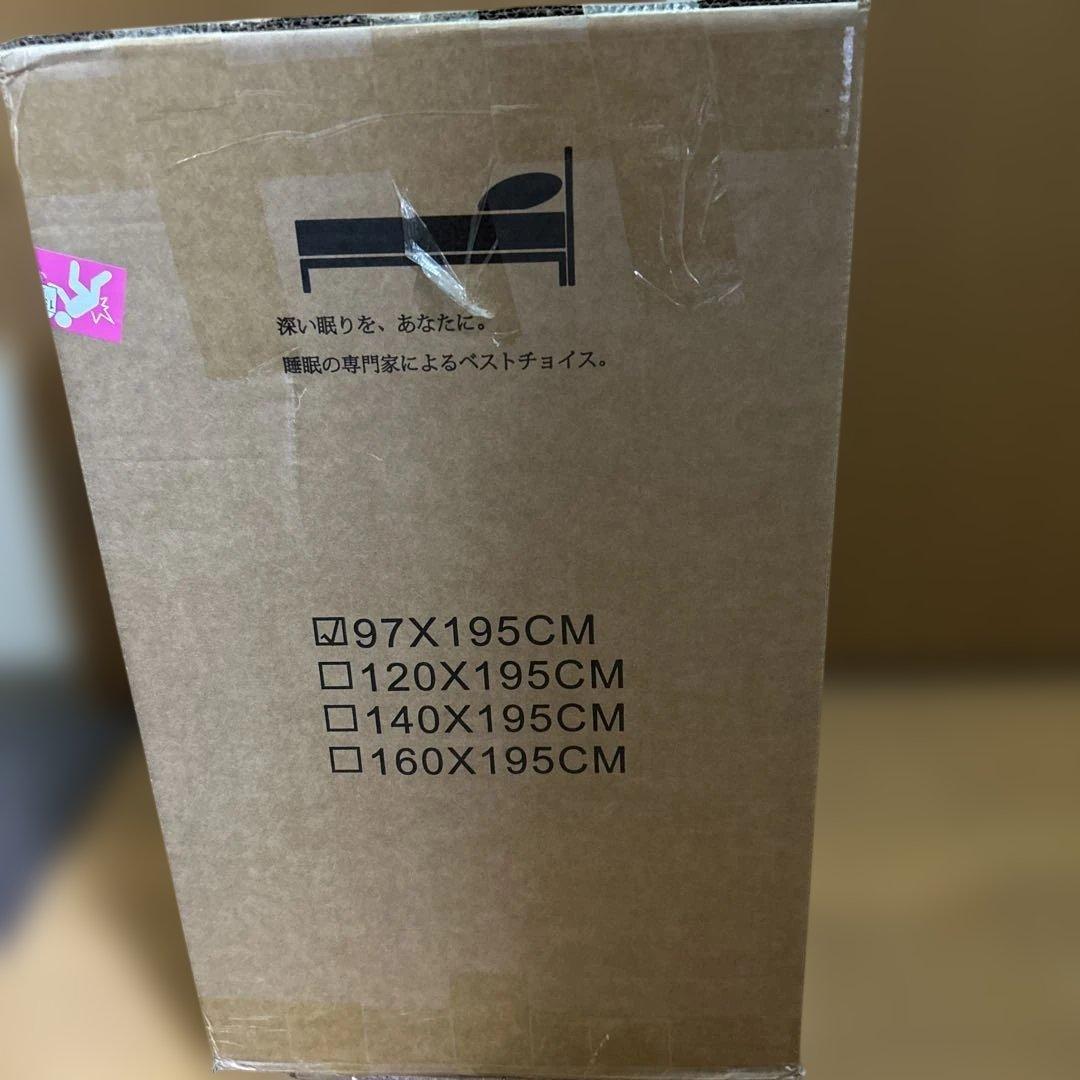 深い眠りを、あなたに。
睡眠の専門家によるベストチョイス。
☑97X195CM
☐120X195CM
☐140X195CM
☐160X195CM